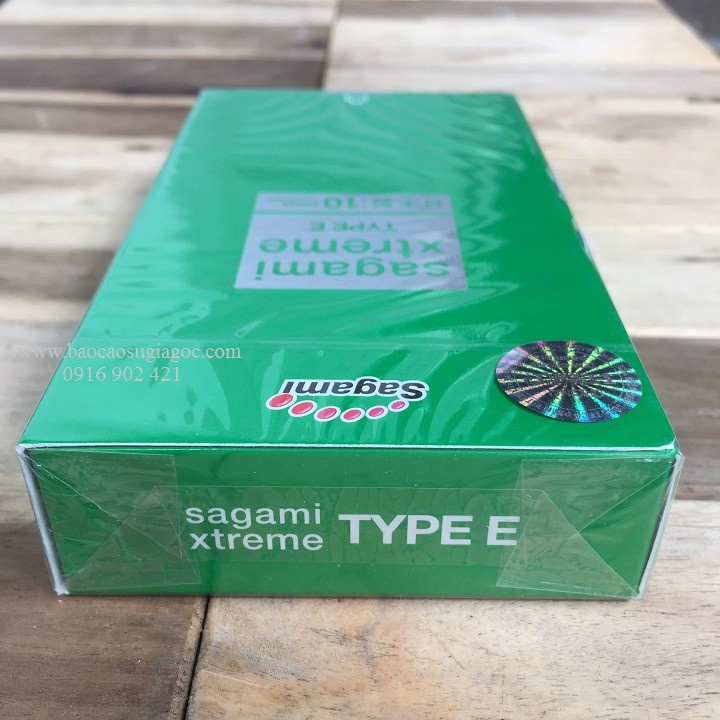 sagami
xtreme
TYPE E
10
Sagami
www.baocaosugiagoc.com
0916 902 421
sagami
xtreme TYPE E